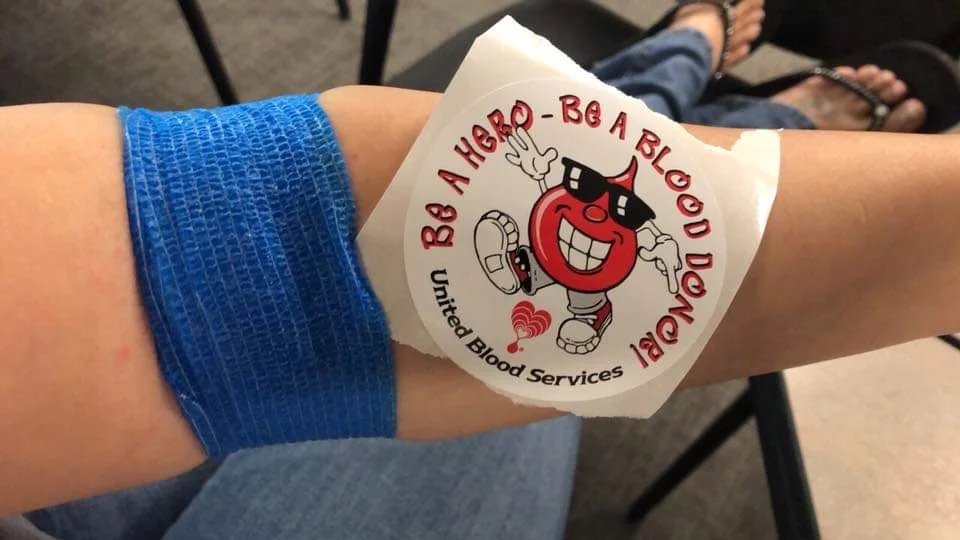 BE A HERO - BE A BLOOD DONOR!
United Blood Services